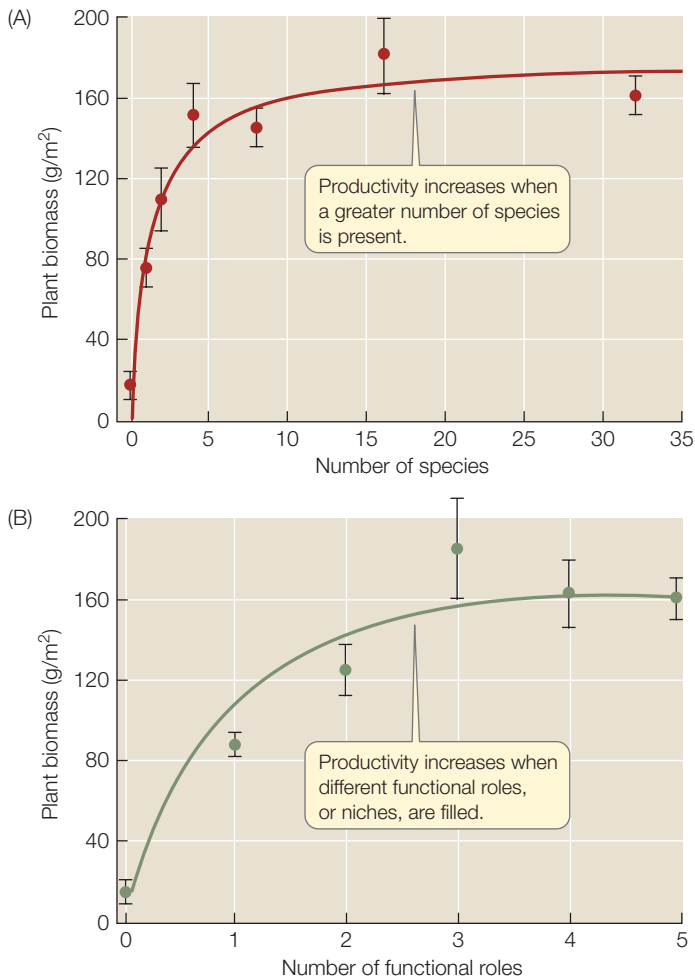 (A)
200
160
120
80
40
0
Plant biomass (g/m²)
Productivity increases when
a greater number of species
is present.
0 5 10 15 20 25 30 35
Number of species
(B)
200
160
120
80
40
0
Plant biomass (g/m²)
Productivity increases when
different functional roles,
or niches, are filled.
0 1 2 3 4 5
Number of functional roles